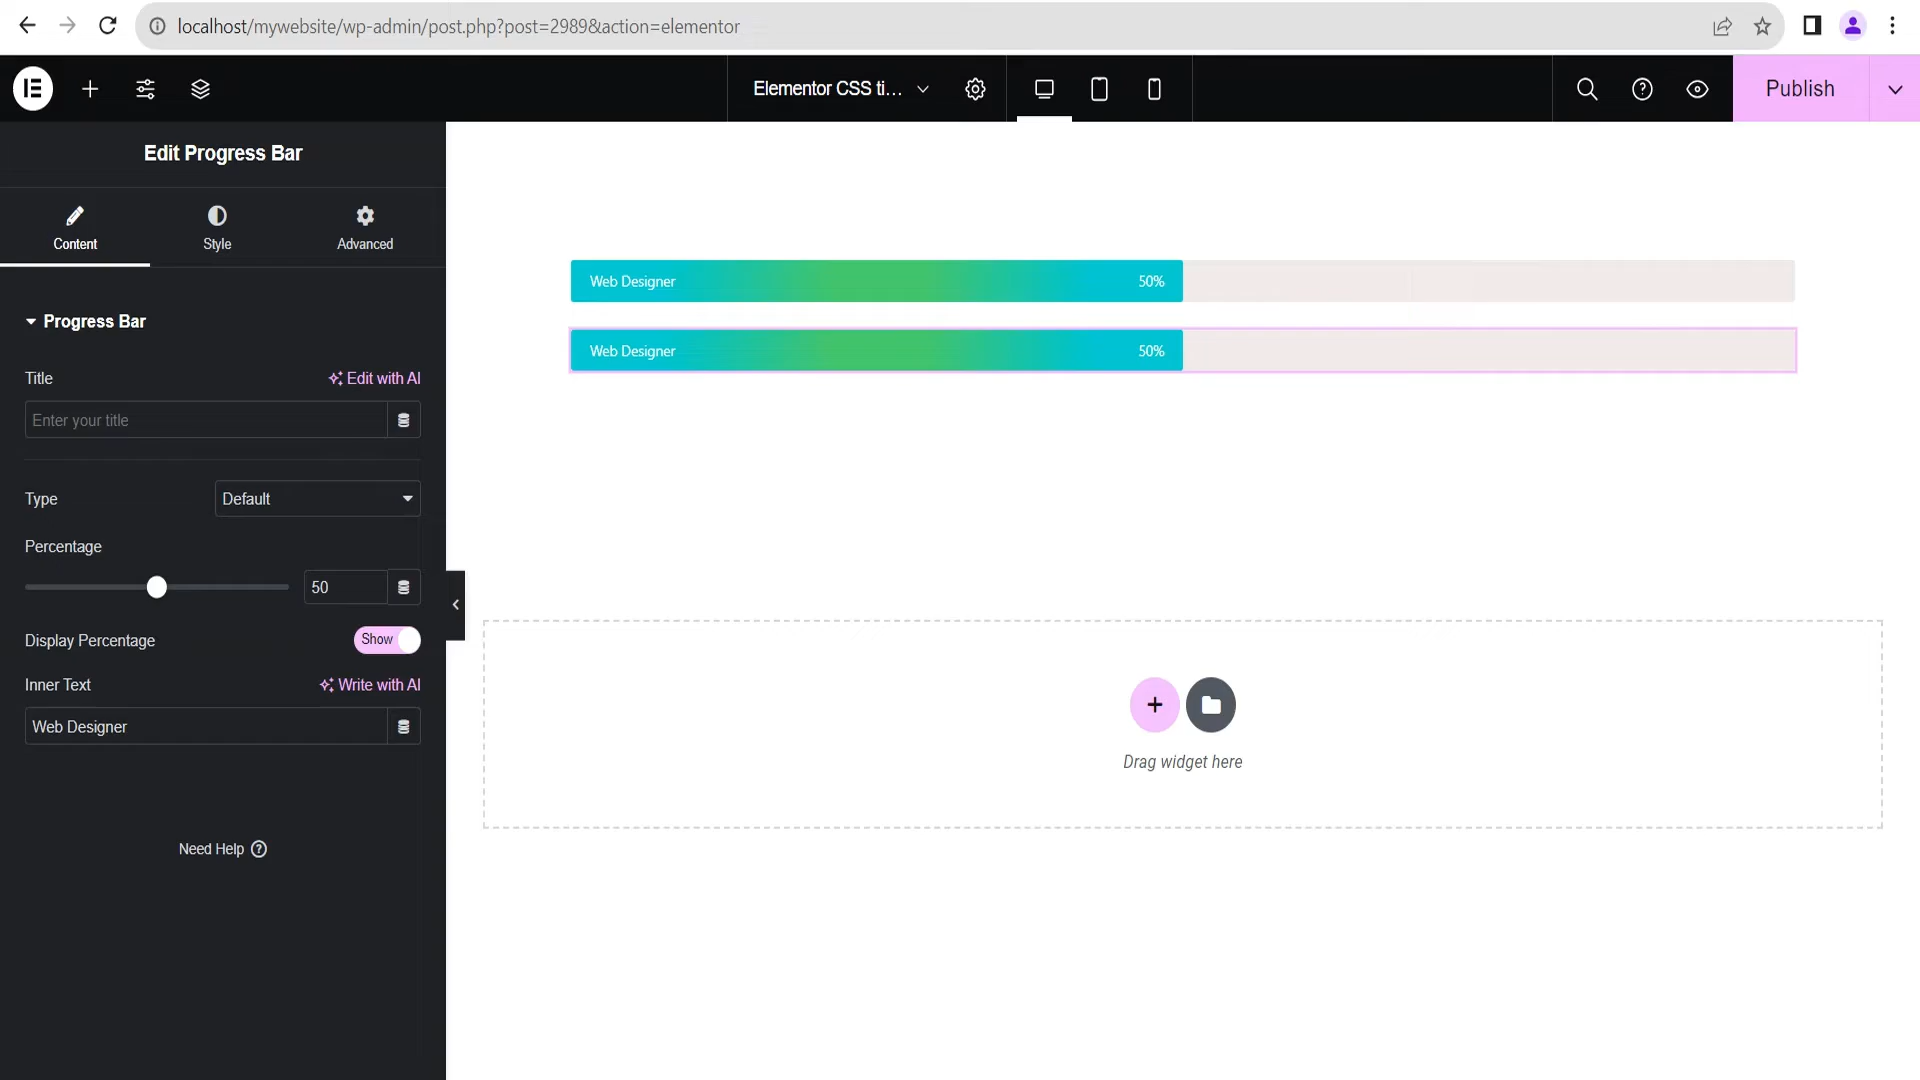 localhost/mywebsite/wp-admin/post.php?post=2989&action=elementor
Elementor CSS ti...
Publish
Edit Progress Bar
Content
Style
Advanced
Progress Bar
Title
Edit with AI
Enter your title
Type
Default
Percentage
50
Display Percentage
Show
Inner Text
Write with AI
Web Designer
Need Help
Web Designer
50%
Web Designer
50%
Drag widget here